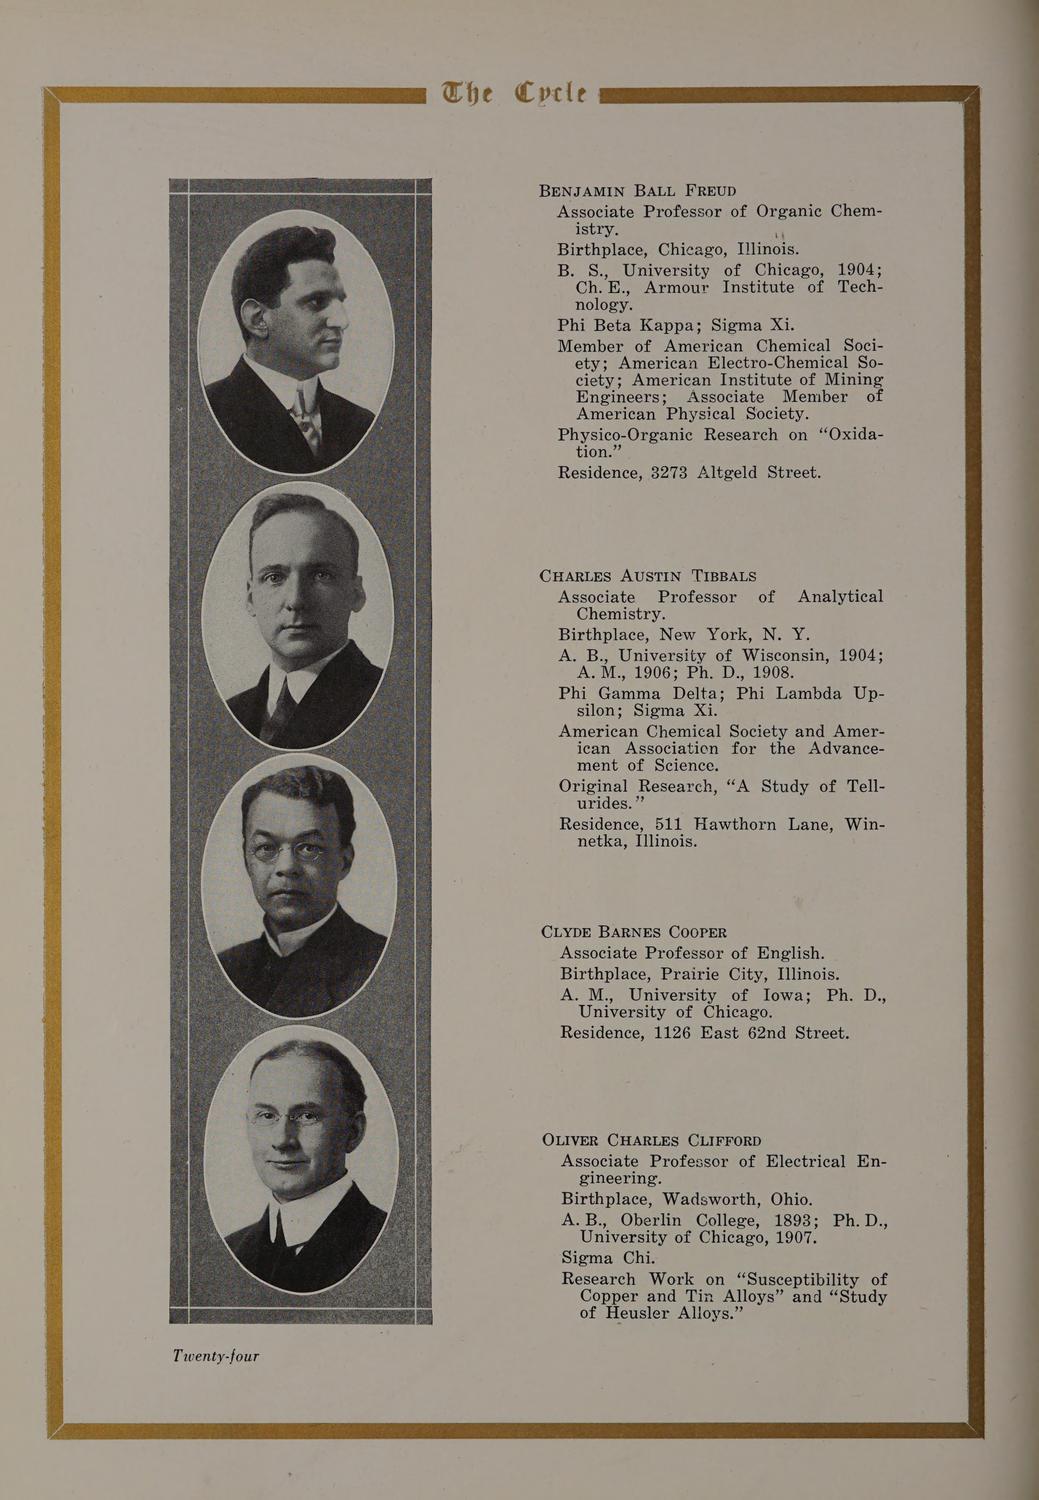 The Cycle
BENJAMIN BALL FREUD
Associate Professor of Organic Chem-
istry.
Birthplace, Chicago, Illinois.
B. S., University of Chicago, 1904;
Ch. E., Armour Institute of Tech-
nology.
Phi Beta Kappa; Sigma Xi.
Member of American Chemical Soci-
ety; American Electro-Chemical So-
ciety; American Institute of Mining
Engineers; Associate Member of
American Physical Society.
Physico-Organic Research on “Oxida-
tion.”
Residence, 3273 Altgeld Street.
CHARLES AUSTIN TIBBALS
Associate Professor of Analytical
Chemistry.
Birthplace, New York, N. Y.
A. B., University of Wisconsin, 1904;
A. M., 1906; Ph. D., 1908.
Phi Gamma Delta; Phi Lambda Up-
silon; Sigma Xi.
American Chemical Society and Amer-
ican Association for the Advance-
ment of Science.
Original Research, “A Study of Tell-
urides.”
Residence, 511 Hawthorn Lane, Win-
netka, Illinois.
CLYDE BARNES COOPER
Associate Professor of English.
Birthplace, Prairie City, Illinois.
A. M., University of Iowa; Ph. D.,
University of Chicago.
Residence, 1126 East 62nd Street.
OLIVER CHARLES CLIFFORD
Associate Professor of Electrical En-
gineering.
Birthplace, Wadsworth, Ohio.
A. B., Oberlin College, 1893; Ph. D.,
University of Chicago, 1907.
Sigma Chi.
Research Work on “Susceptibility of
Copper and Tin Alloys” and “Study
of Heusler Alloys.”
Twenty-four